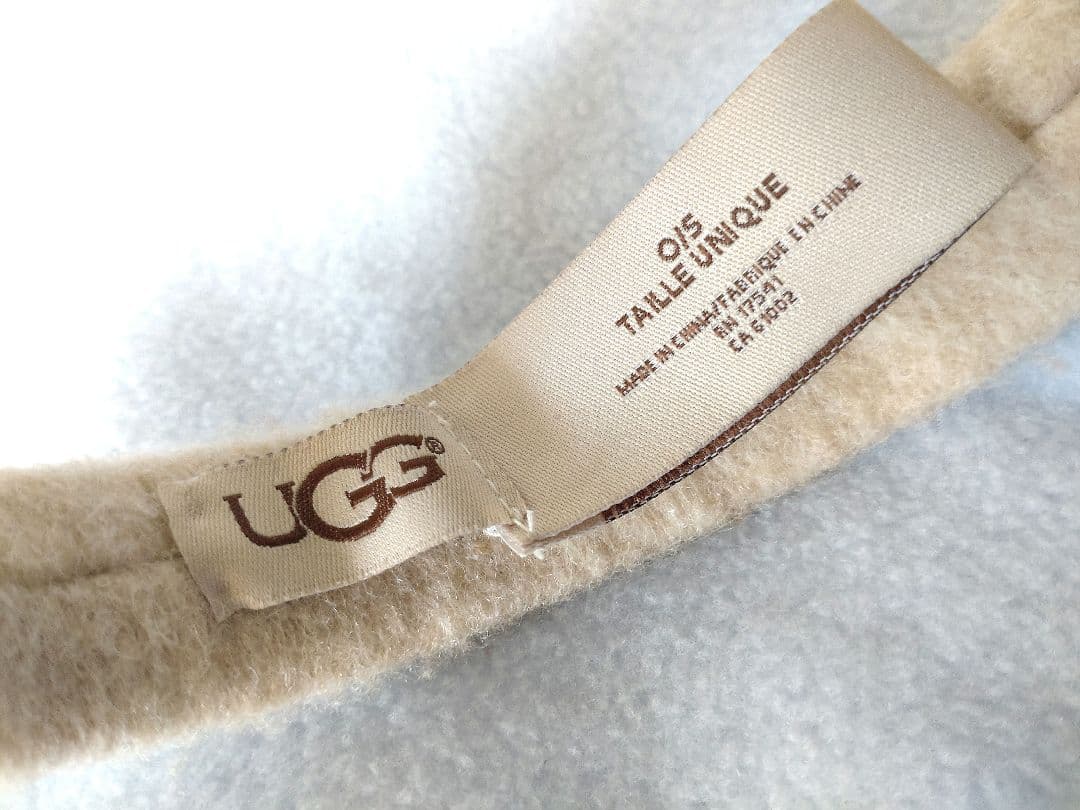 UGG®
O/S
TAILLE UNIQUE
MADE IN CHINA/FABRIQUE EN CHINE
RN 17541
CA 61002